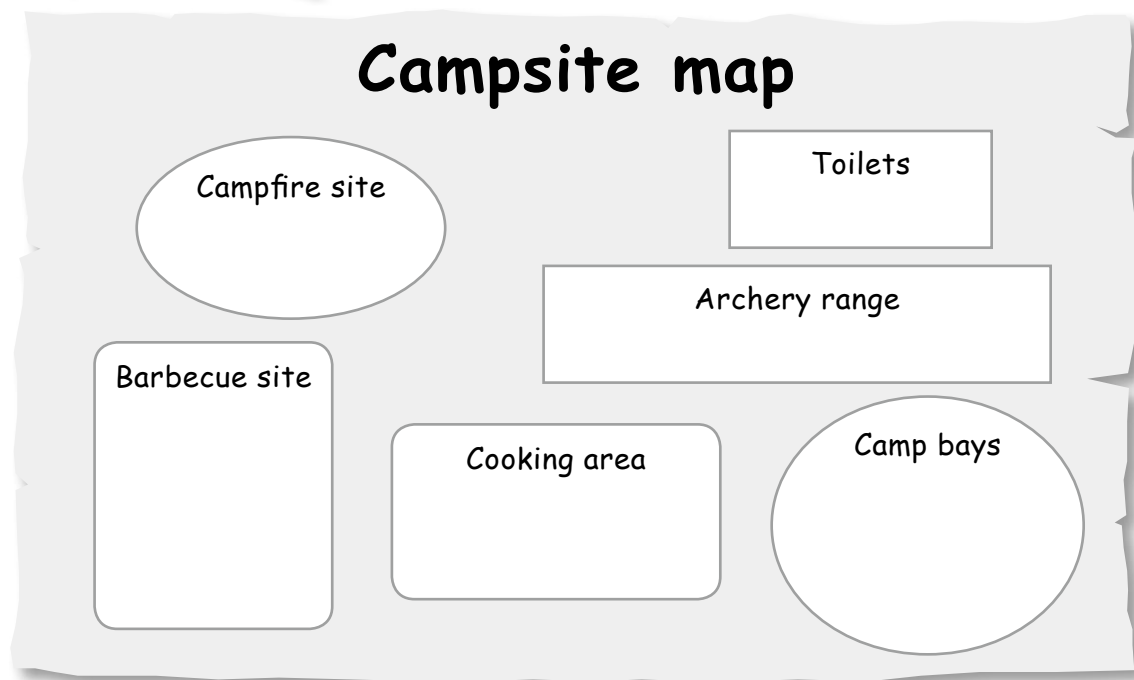 Campsite map
Campfire site
Toilets
Archery range
Barbecue site
Cooking area
Camp bays